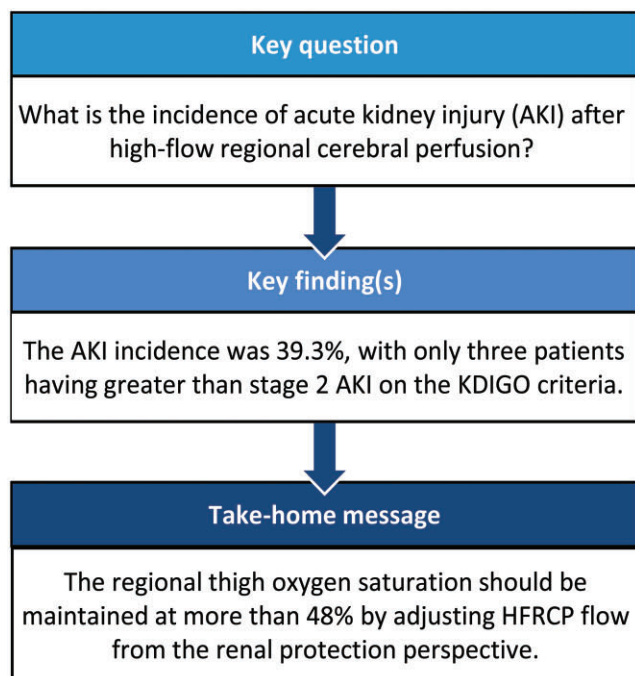 Key question
What is the incidence of acute kidney injury (AKI) after
high-flow regional cerebral perfusion?
Key finding(s)
The AKI incidence was 39.3%, with only three patients
having greater than stage 2 AKI on the KDIGO criteria.
Take-home message
The regional thigh oxygen saturation should be
maintained at more than 48% by adjusting HFRCP flow
from the renal protection perspective.